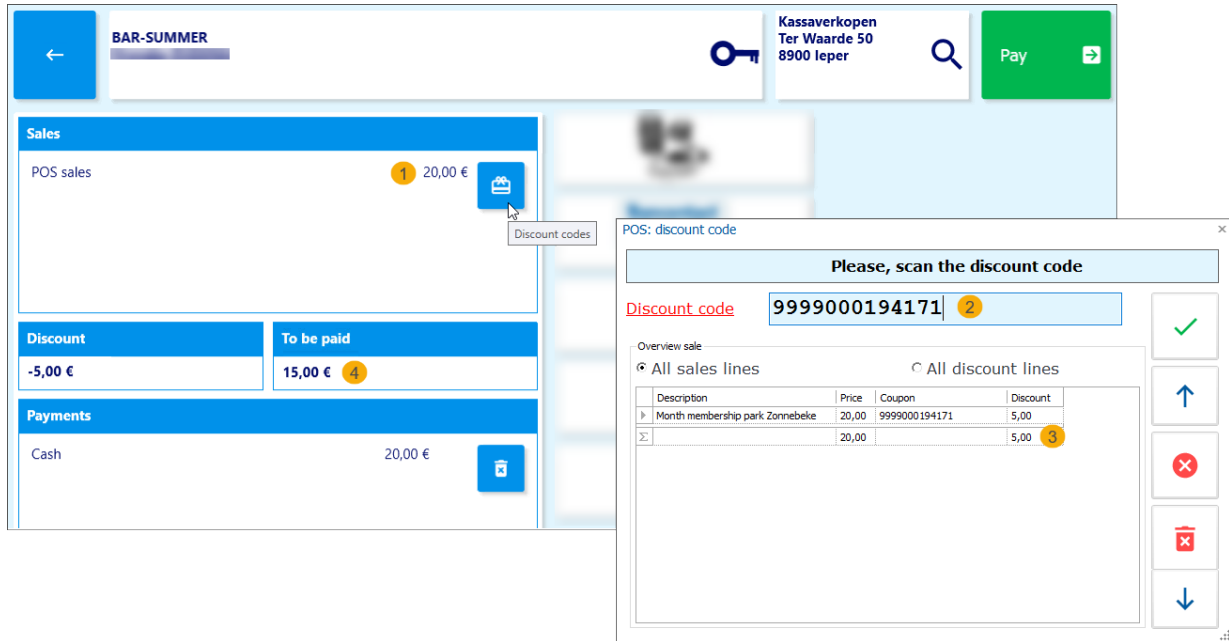 BAR-SUMMER
Kassaverkopen
Ter Waarde 50
8900 Ieper
Pay
Sales
POS sales
1
20,00 €
Discount codes
Discount
To be paid
-5,00 €
15,00 €
4
Payments
Cash
20,00 €
POS: discount code
Please, scan the discount code
Discount code
9999000194171
2
Overview sale
All sales lines
All discount lines
Description Price Coupon Discount
Month membership park Zonnebeke 20,00 9999000194171 5,00
Σ 20,00 5,00
3